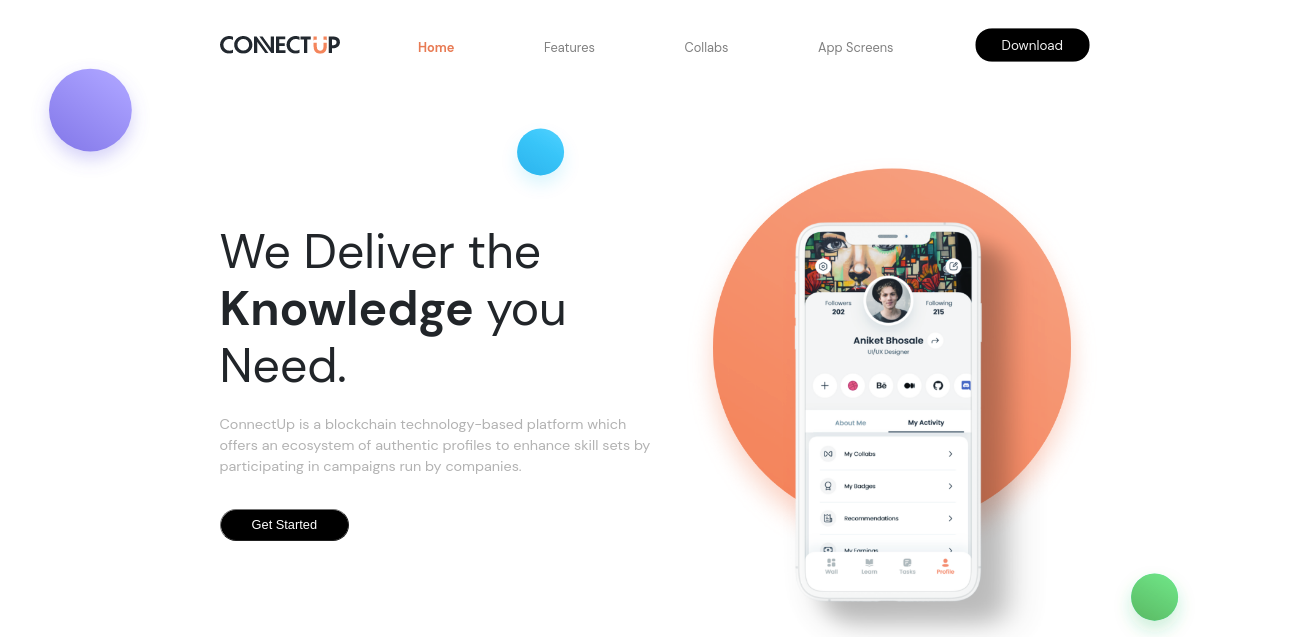 CONNECTUP
Home
Features
Collabs
App Screens
Download
We Deliver the
Knowledge you
Need.
ConnectUp is a blockchain technology-based platform which
offers an ecosystem of authentic profiles to enhance skill sets by
participating in campaigns run by companies.
Get Started
Followers
202
Following
215
Aniket Bhosale
UI/UX Designer
Bē
About Me
My Activity
My Collabs
My Badges
Recommendations
My Earnings
Wall
Learn
Tasks
Profile